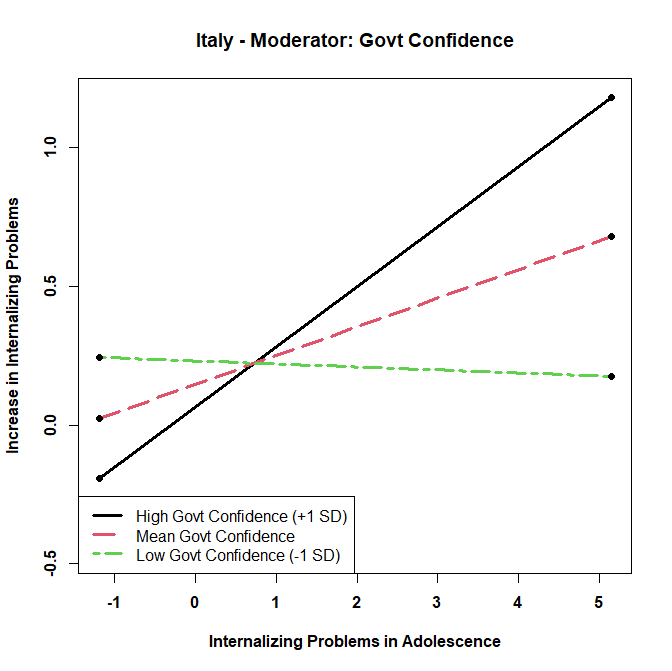 Italy - Moderator: Govt Confidence
Increase in Internalizing Problems
1.0
0.5
0.0
-0.5
High Govt Confidence (+1 SD)
Mean Govt Confidence
Low Govt Confidence (-1 SD)
-1 0 1 2 3 4 5
Internalizing Problems in Adolescence